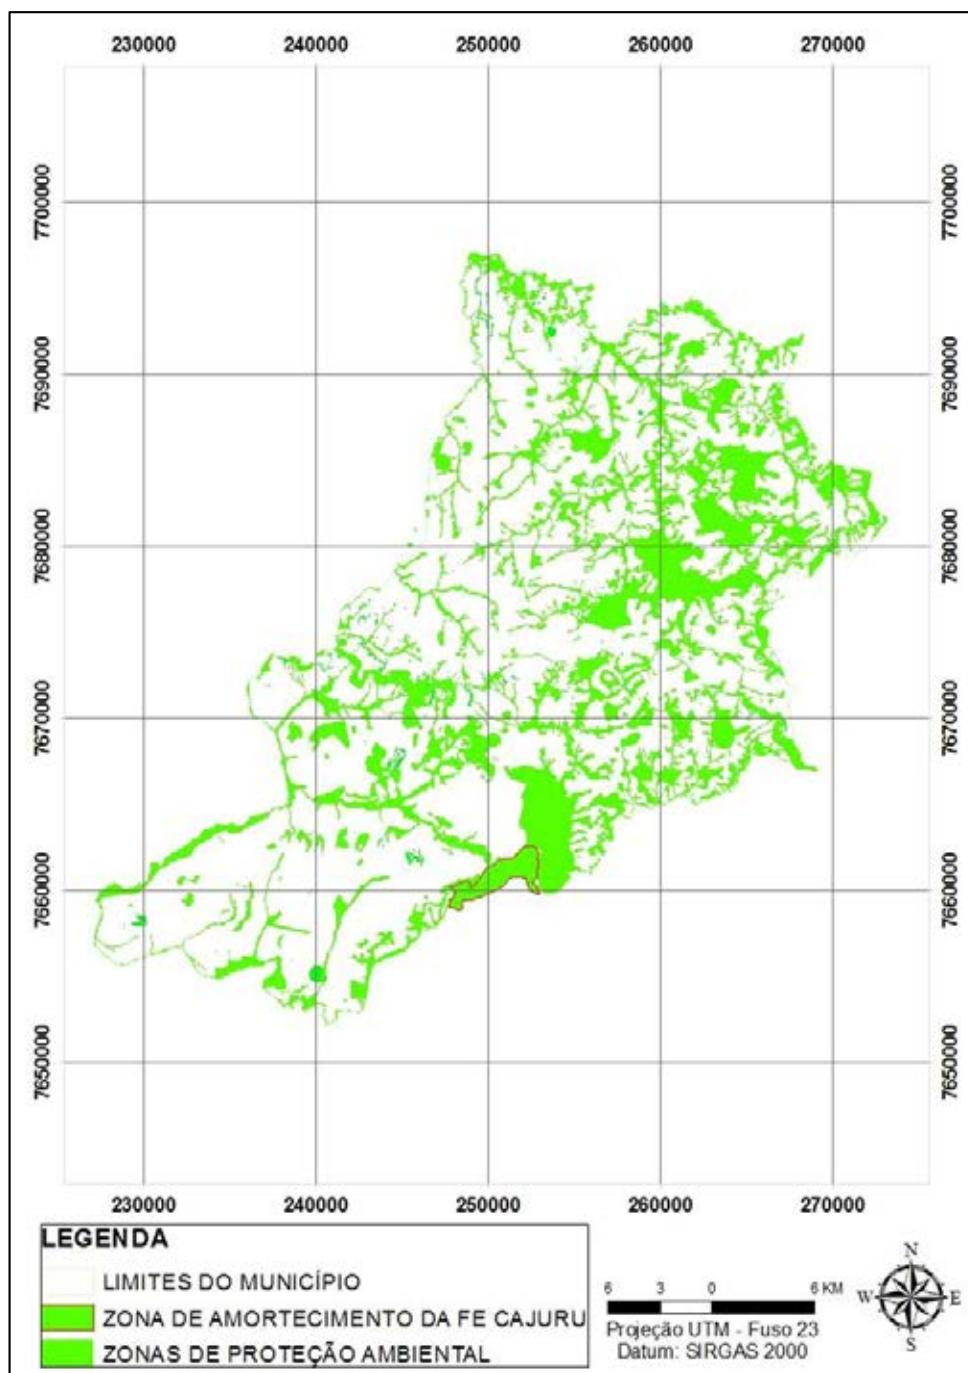 230000 240000 250000 260000 270000
7700000 7700000
7690000 7690000
7680000 7680000
7670000 7670000
7660000 7660000
7650000 7650000
230000 240000 250000 260000 270000
LEGENDA
LIMITES DO MUNICÍPIO
ZONA DE AMORTECIMENTO DA FE CAJURU
ZONAS DE PROTEÇÃO AMBIENTAL
6 3 0 6 KM
Projeção UTM - Fuso 23
Datum: SIRGAS 2000
N
W E
S